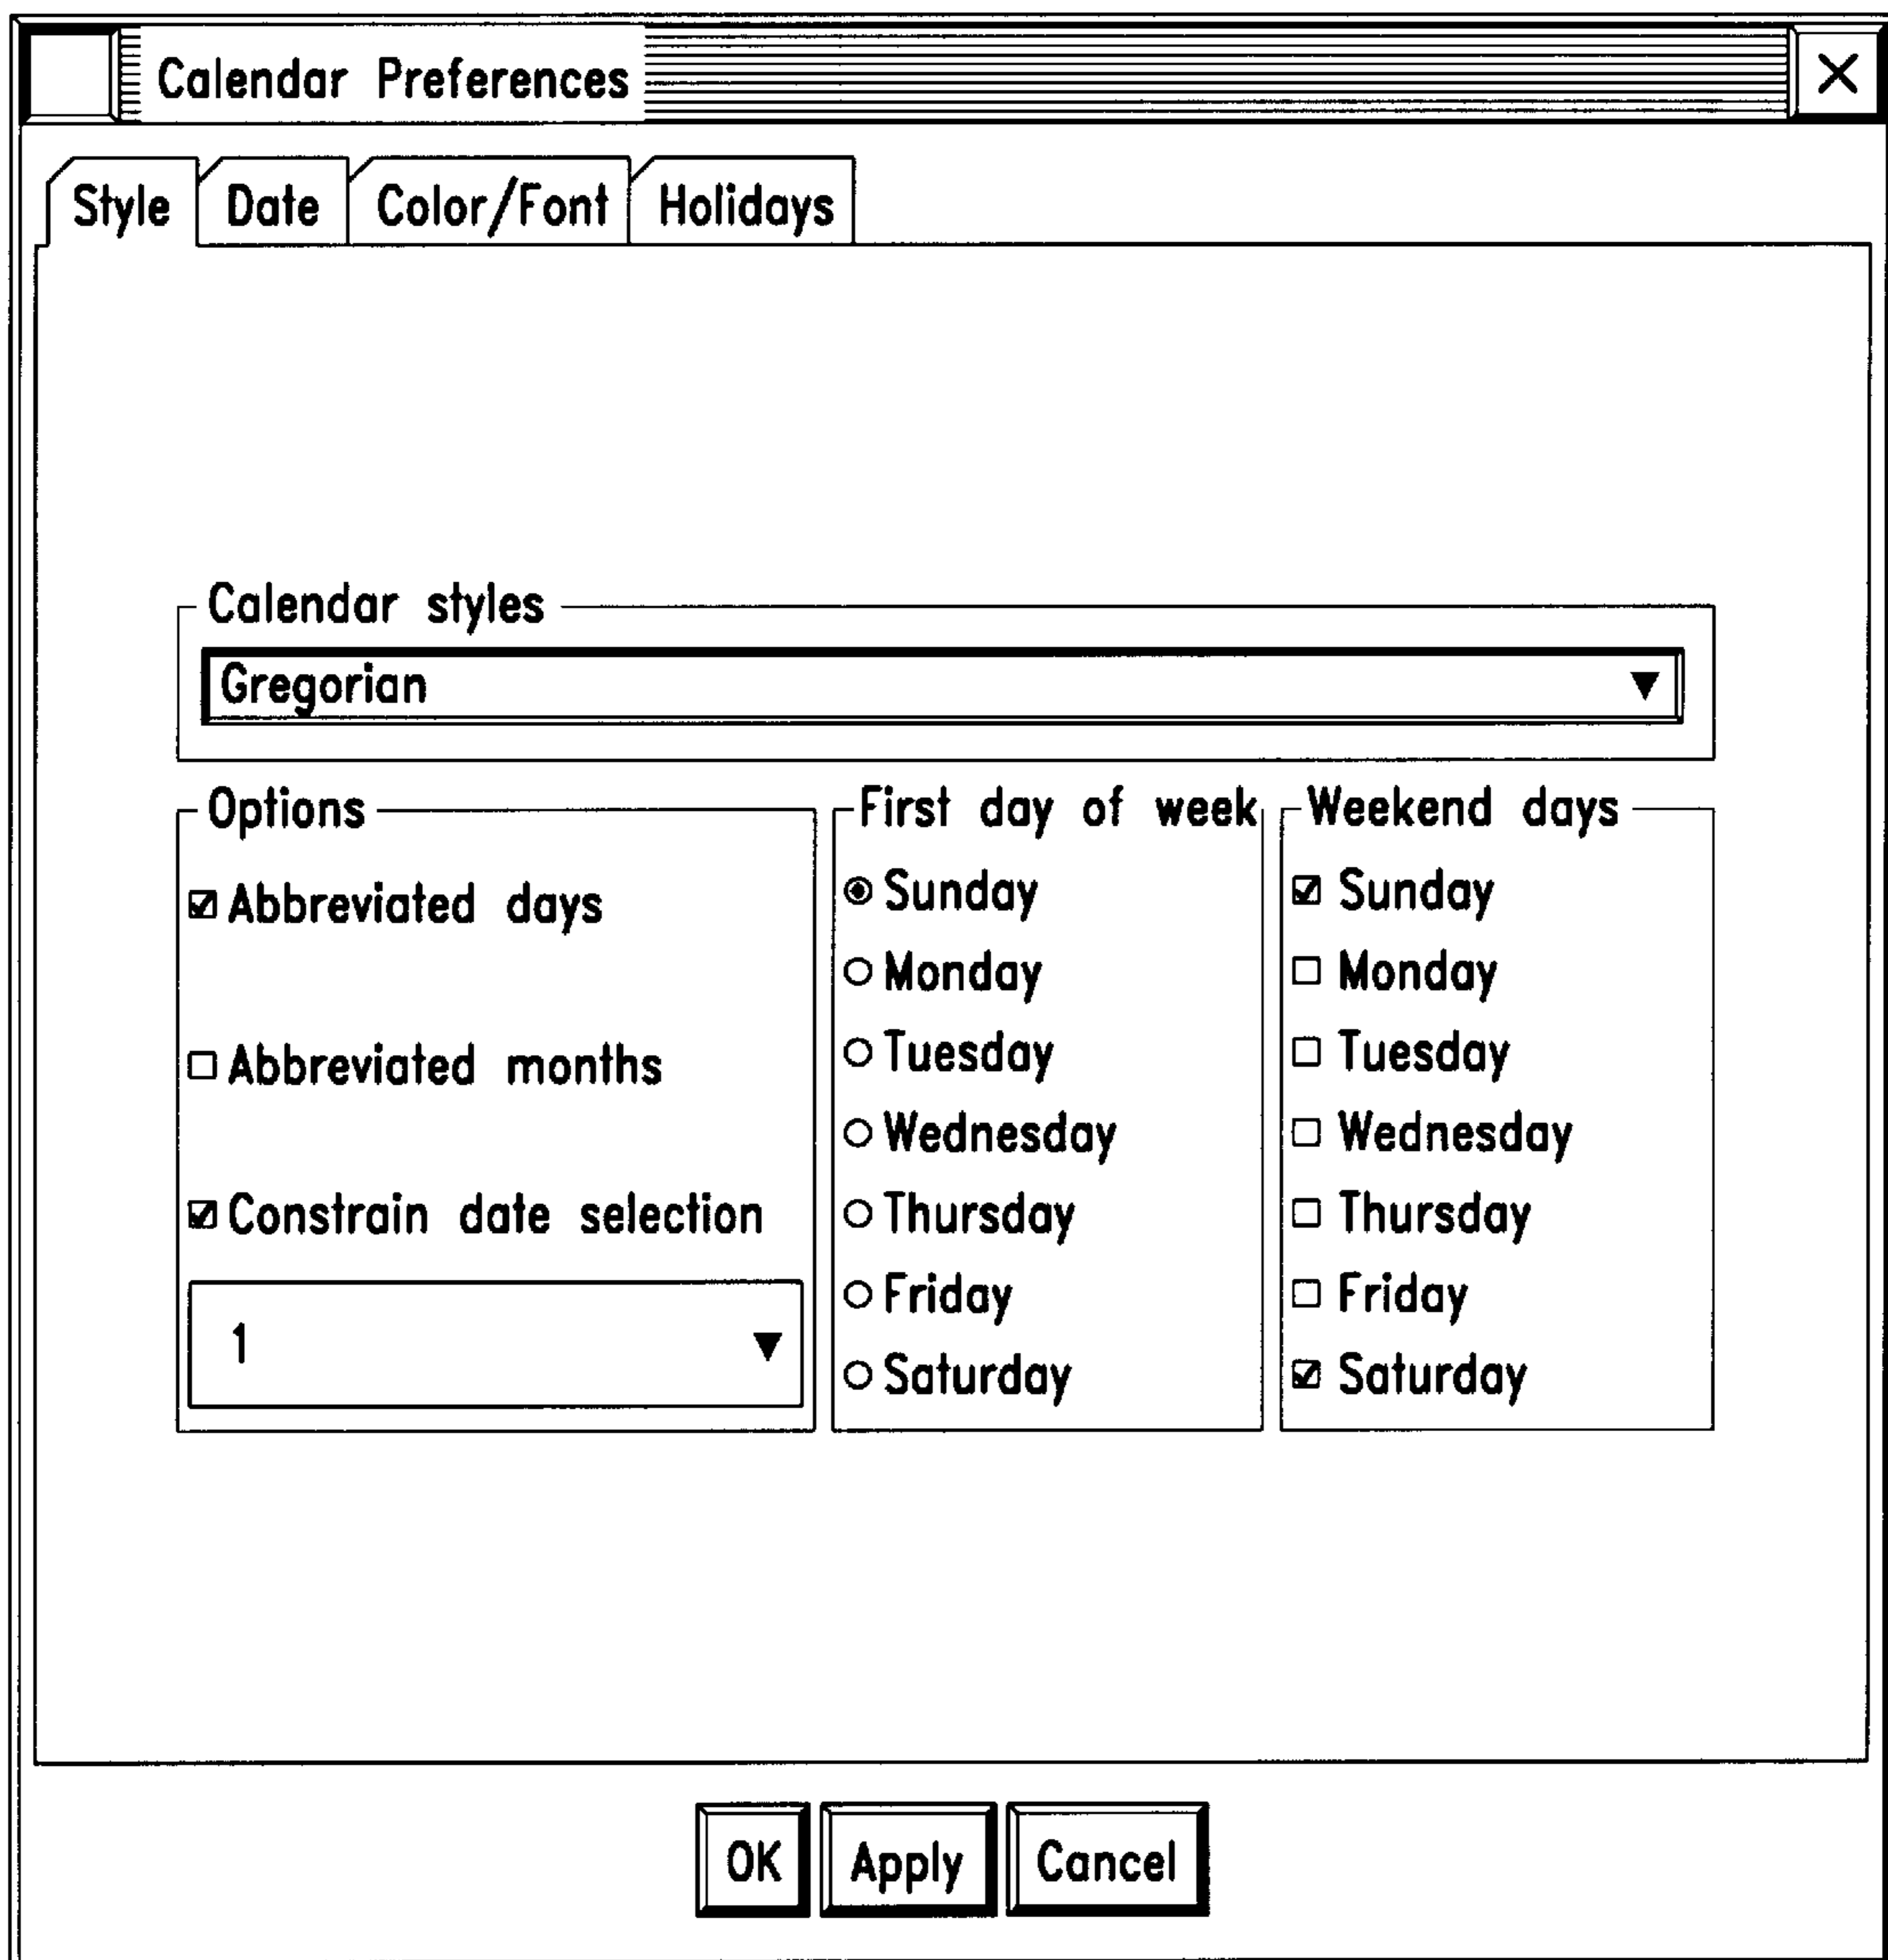 Calendar Preferences
Style Date Color/Font Holidays
Calendar styles
Gregorian
Options
Abbreviated days
Abbreviated months
Constrain date selection
1
First day of week
Sunday
Monday
Tuesday
Wednesday
Thursday
Friday
Saturday
Weekend days
Sunday
Monday
Tuesday
Wednesday
Thursday
Friday
Saturday
OK Apply Cancel